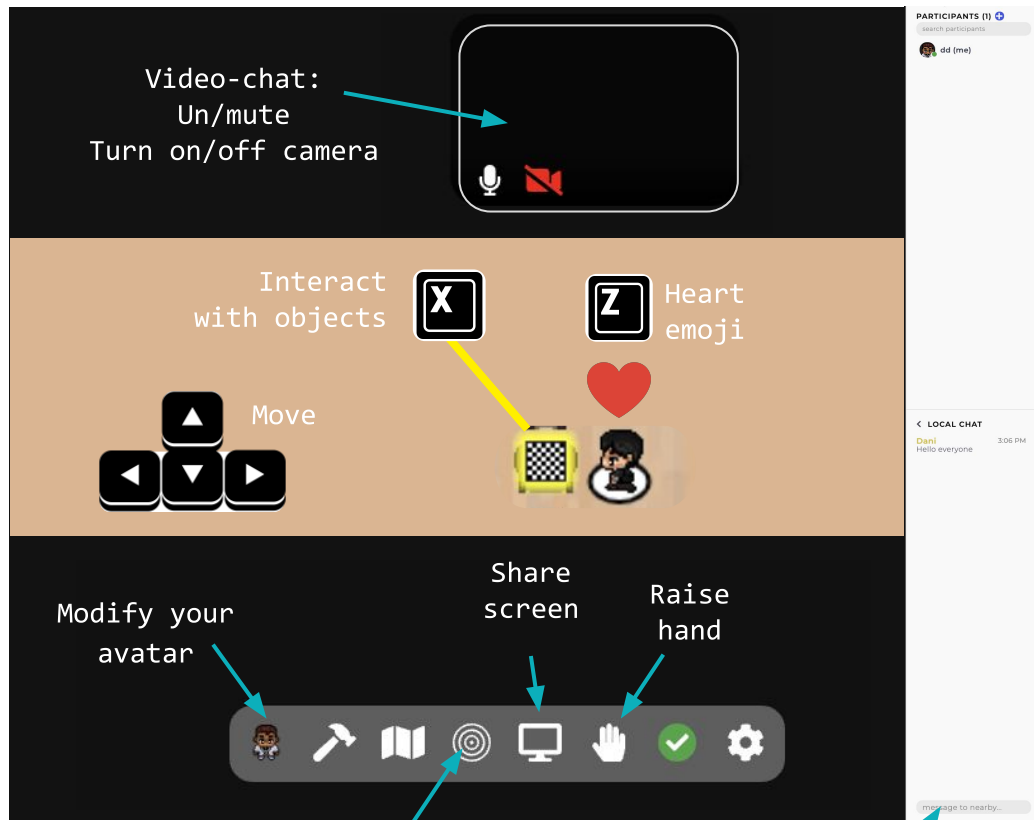 Video-chat:
Un/mute
Turn on/off camera
Interact
with objects
X
Z
Heart
emoji
Move
Share
screen
Raise
hand
Modify your
avatar
PARTICIPANTS (1)
search participants
dd (me)
LOCAL CHAT
Dani 3:06 PM
Hello everyone
message to nearby...